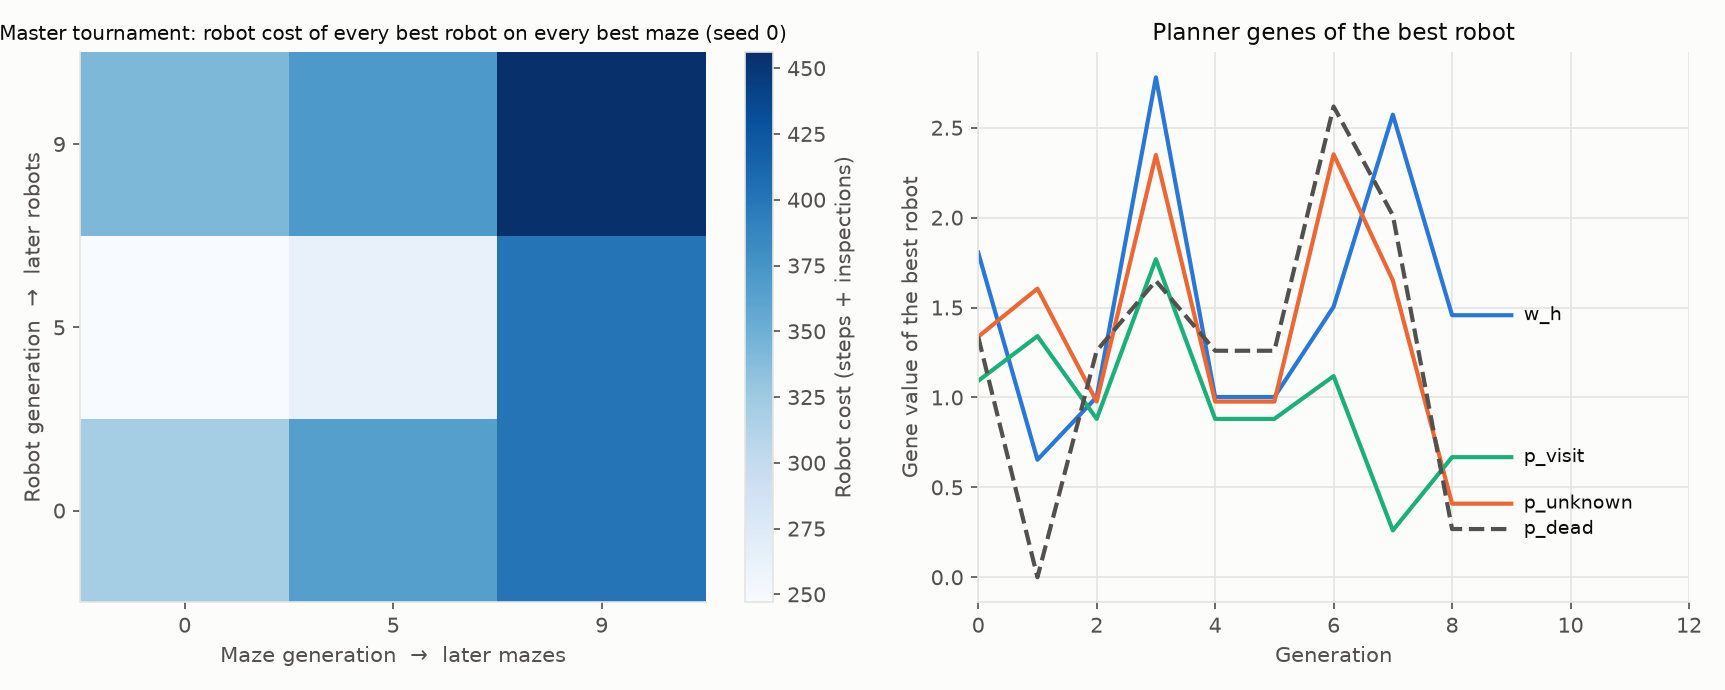 Master tournament: robot cost of every best robot on every best maze (seed 0)
Robot generation → later robots
9
5
0
0
5
9
Maze generation → later mazes
450
425
400
375
350
325
300
275
250
Robot cost (steps + inspections)
Planner genes of the best robot
Gene value of the best robot
2.5
2.0
1.5
1.0
0.5
0.0
w_h
p_visit
p_unknown
p_dead
0
2
4
6
8
10
12
Generation